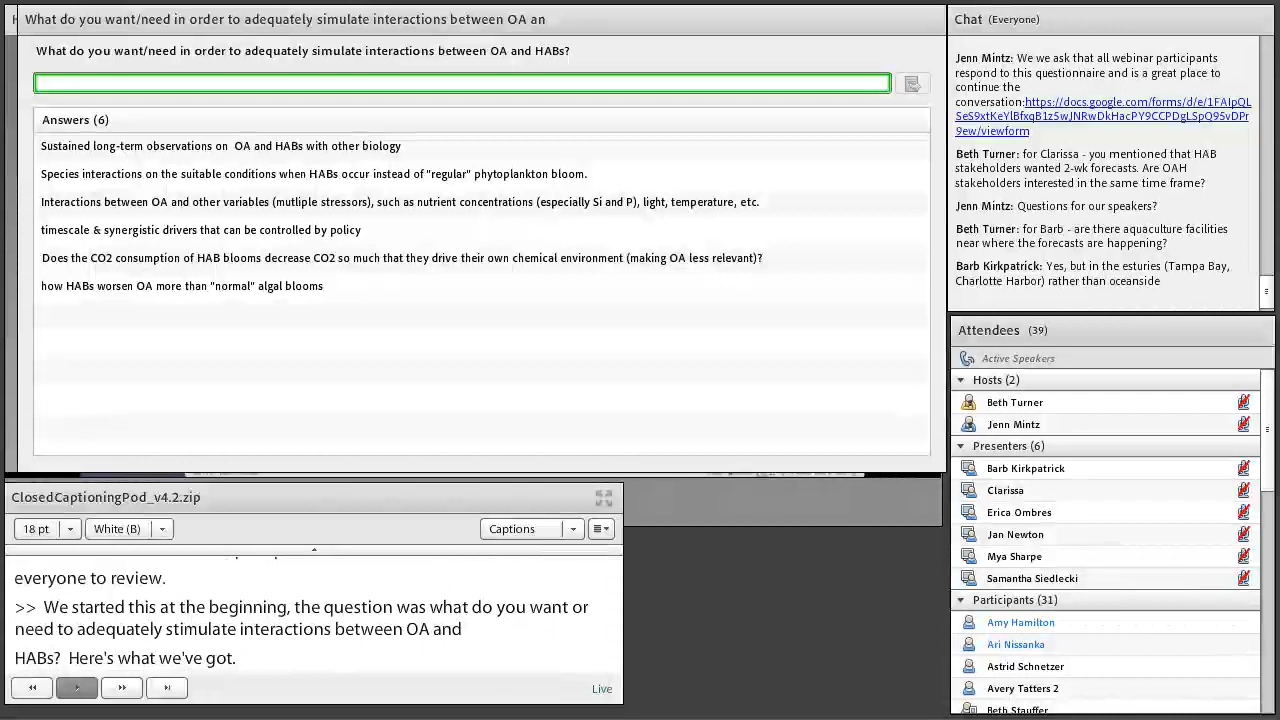 What do you want/need in order to adequately simulate interactions between OA an
What do you want/need in order to adequately simulate interactions between OA and HABs?
Answers (6)
Sustained long-term observations on OA and HABs with other biology
Species interactions on the suitable conditions when HABs occur instead of "regular" phytoplankton bloom.
Interactions between OA and other variables (mutliple stressors), such as nutrient concentrations (especially Si and P), light, temperature, etc.
timescale & synergistic drivers that can be controlled by policy
Does the CO2 consumption of HAB blooms decrease CO2 so much that they drive their own chemical environment (making OA less relevant)?
how HABs worsen OA more than "normal" algal blooms
ClosedCaptioningPod_v4.2.zip
18 pt
White (B)
Captions
everyone to review.
>> We started this at the beginning, the question was what do you want or
need to adequately stimulate interactions between OA and
HABs? Here's what we've got.
Live
Chat (Everyone)
Jenn Mintz: We we ask that all webinar participants
respond to this questionnaire and is a great place to
continue the
conversation:https://docs.google.com/forms/d/e/1FAIpQL
SeS9xtKeYlBfxqB1z5wJNRwDkHacPY9CCPDgLSpQ95vDPr
9ew/viewform
Beth Turner: for Clarissa - you mentioned that HAB
stakeholders wanted 2-wk forecasts. Are OAH
stakeholders interested in the same time frame?
Jenn Mintz: Questions for our speakers?
Beth Turner: for Barb - are there aquaculture facilities
near where the forecasts are happening?
Barb Kirkpatrick: Yes, but in the esturies (Tampa Bay,
Charlotte Harbor) rather than oceanside
Attendees (39)
Active Speakers
Hosts (2)
Beth Turner
Jenn Mintz
Presenters (6)
Barb Kirkpatrick
Clarissa
Erica Ombres
Jan Newton
Mya Sharpe
Samantha Siedlecki
Participants (31)
Amy Hamilton
Ari Nissanka
Astrid Schnetzer
Avery Tatters 2
Beth Stauffer